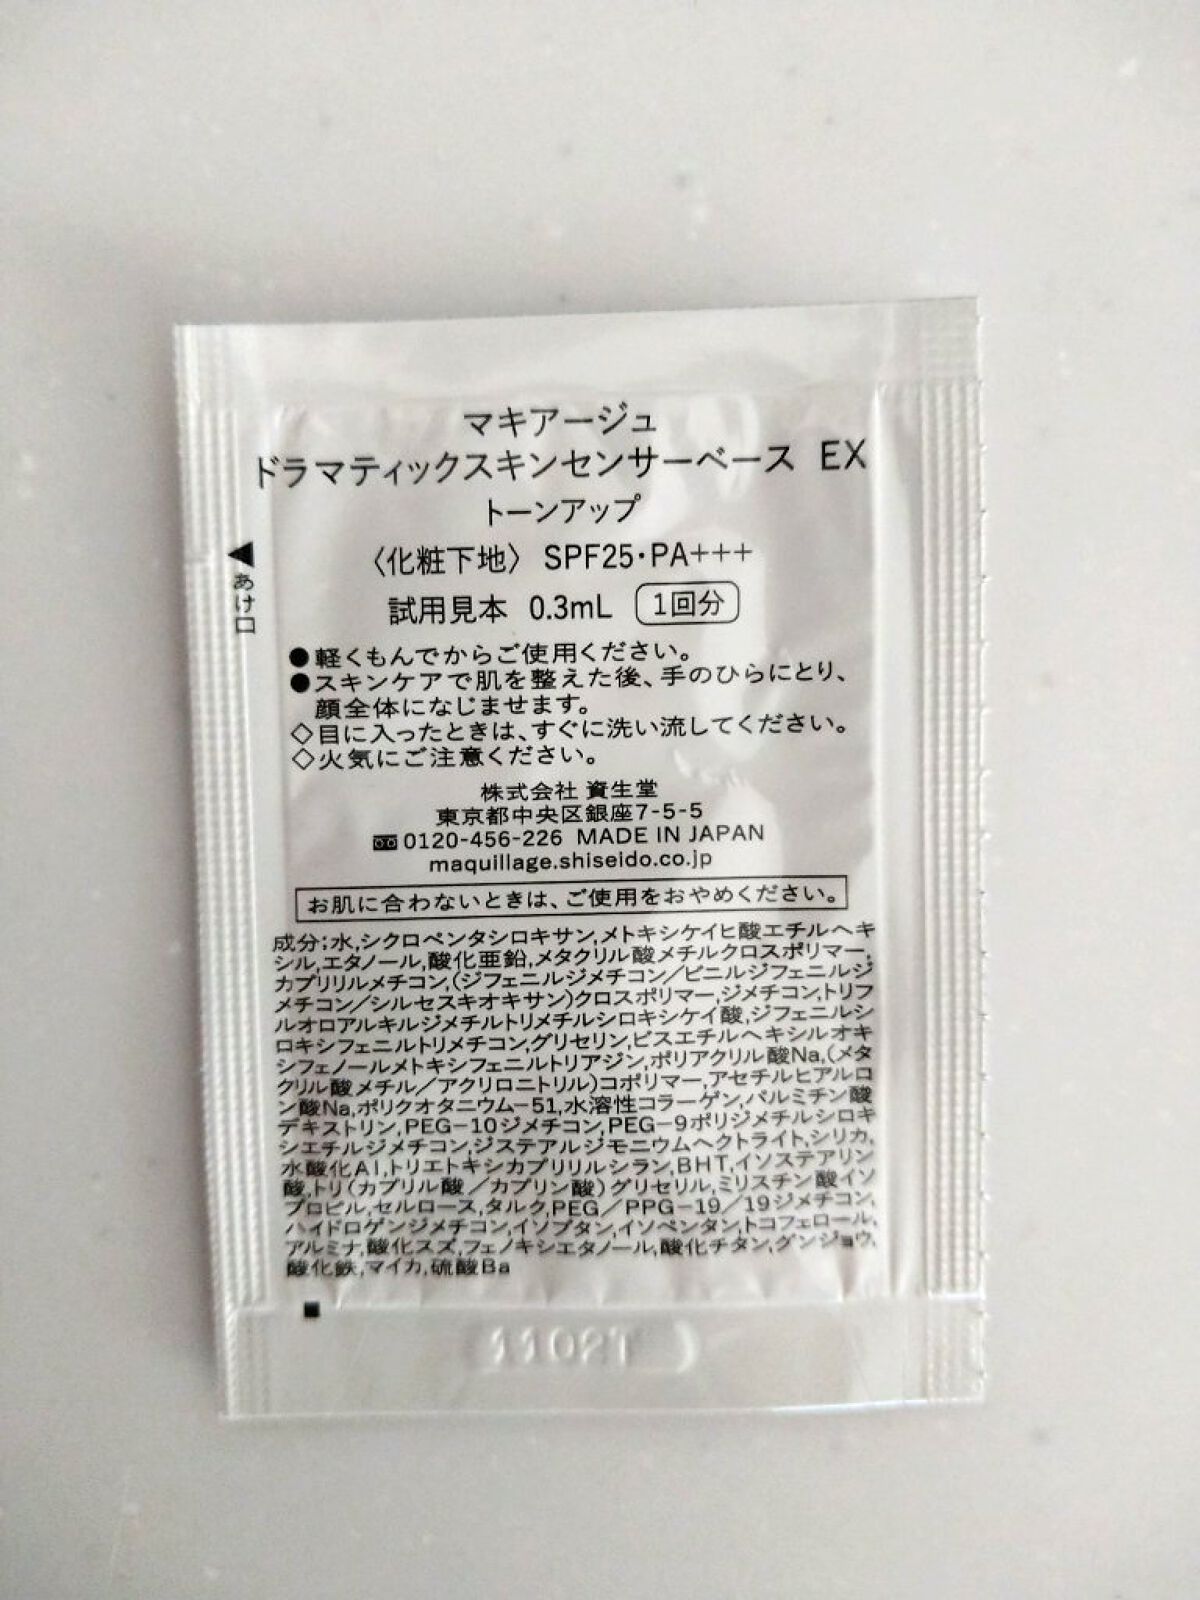 マキアージュ
ドラマティックスキンセンサーベース EX
トーンアップ
〈化粧下地〉 SPF25・PA+++
試用見本 0.3mL 1回分
◀あけ口
●軽くもんでからご使用ください。
●スキンケアで肌を整えた後、手のひらにとり、
顔全体になじませます。
◇目に入ったときは、すぐに洗い流してください。
◇火気にご注意ください。
株式会社 資生堂
東京都中央区銀座7-5-5
0120-456-226 MADE IN JAPAN
maquillage.shiseido.co.jp
お肌に合わないときは、ご使用をおやめください。
成分;水,シクロペンタシロキサン,メトキシケイヒ酸エチルヘキ
シル,エタノール,酸化亜鉛,メタクリル酸メチルクロスポリマー,
カプリリルメチコン,(ジフェニルジメチコン/ビニルジフェニルジ
メチコン/シルセスキオキサン)クロスポリマー,ジメチコン,トリフ
ルオロアルキルジメチルトリメチルシロキシケイ酸,ジフェニルシ
ロキシフェニルトリメチコン,グリセリン,ビスエチルヘキシルオキ
シフェノールメトキシフェニルトリアジン,ポリアクリル酸Na,(メタ
クリル酸メチル/アクリロニトリル)コポリマー,アセチルヒアルロ
ン酸Na,ポリクオタニウム-51,水溶性コラーゲン,パルミチン酸
デキストリン,PEG-10ジメチコン,PEG-9ポリジメチルシロキ
シエチルジメチコン,ジステアルジモニウムヘクトライト,シリカ,
水酸化Al,トリエトキシカプリリルシラン,BHT,イソステアリン
酸,トリ(カプリル酸/カプリン酸)グリセリル,ミリスチン酸イソ
プロピル,セルロース,タルク,PEG/PPG-19/19ジメチコン,
ハイドロゲンジメチコン,イソブタン,イソペンタン,トコフェロール,
アルミナ,酸化スズ,フェノキシエタノール,酸化チタン,グンジョウ,
酸化鉄,マイカ,硫酸Ba
1102T